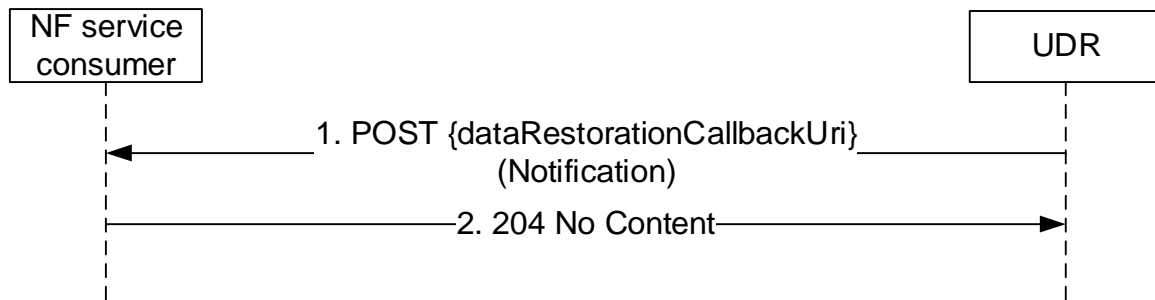 NF service
consumer
UDR
1. POST {dataRestorationCallbackUri}
(Notification)
2. 204 No Content